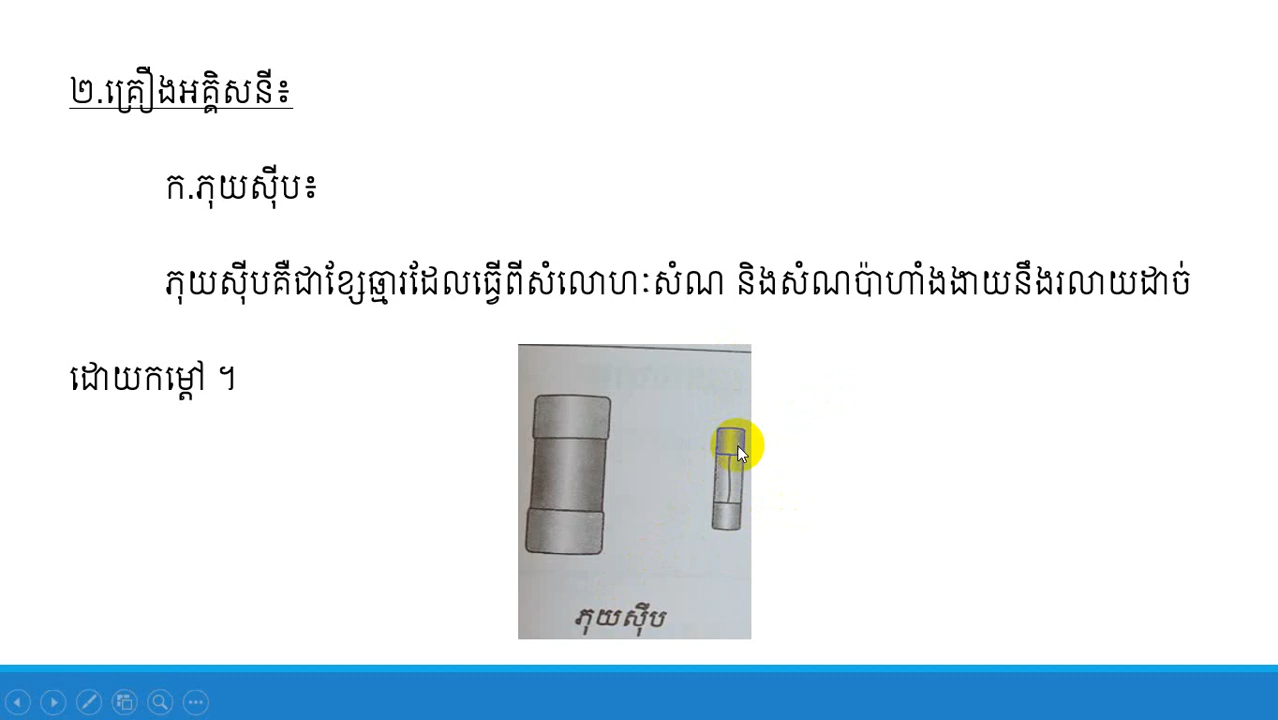 ២.គ្រឿងអគ្គិសនី៖
ក.ភុយស៊ីប៖
ភុយស៊ីបគឺជាខ្សែឆ្មារដែលធ្វើពីសំលោហៈសំណ និងសំណប៉ាហាំងងាយនឹងរលាយដាច់
ដោយកម្ដៅ ។
ភុយស៊ីប